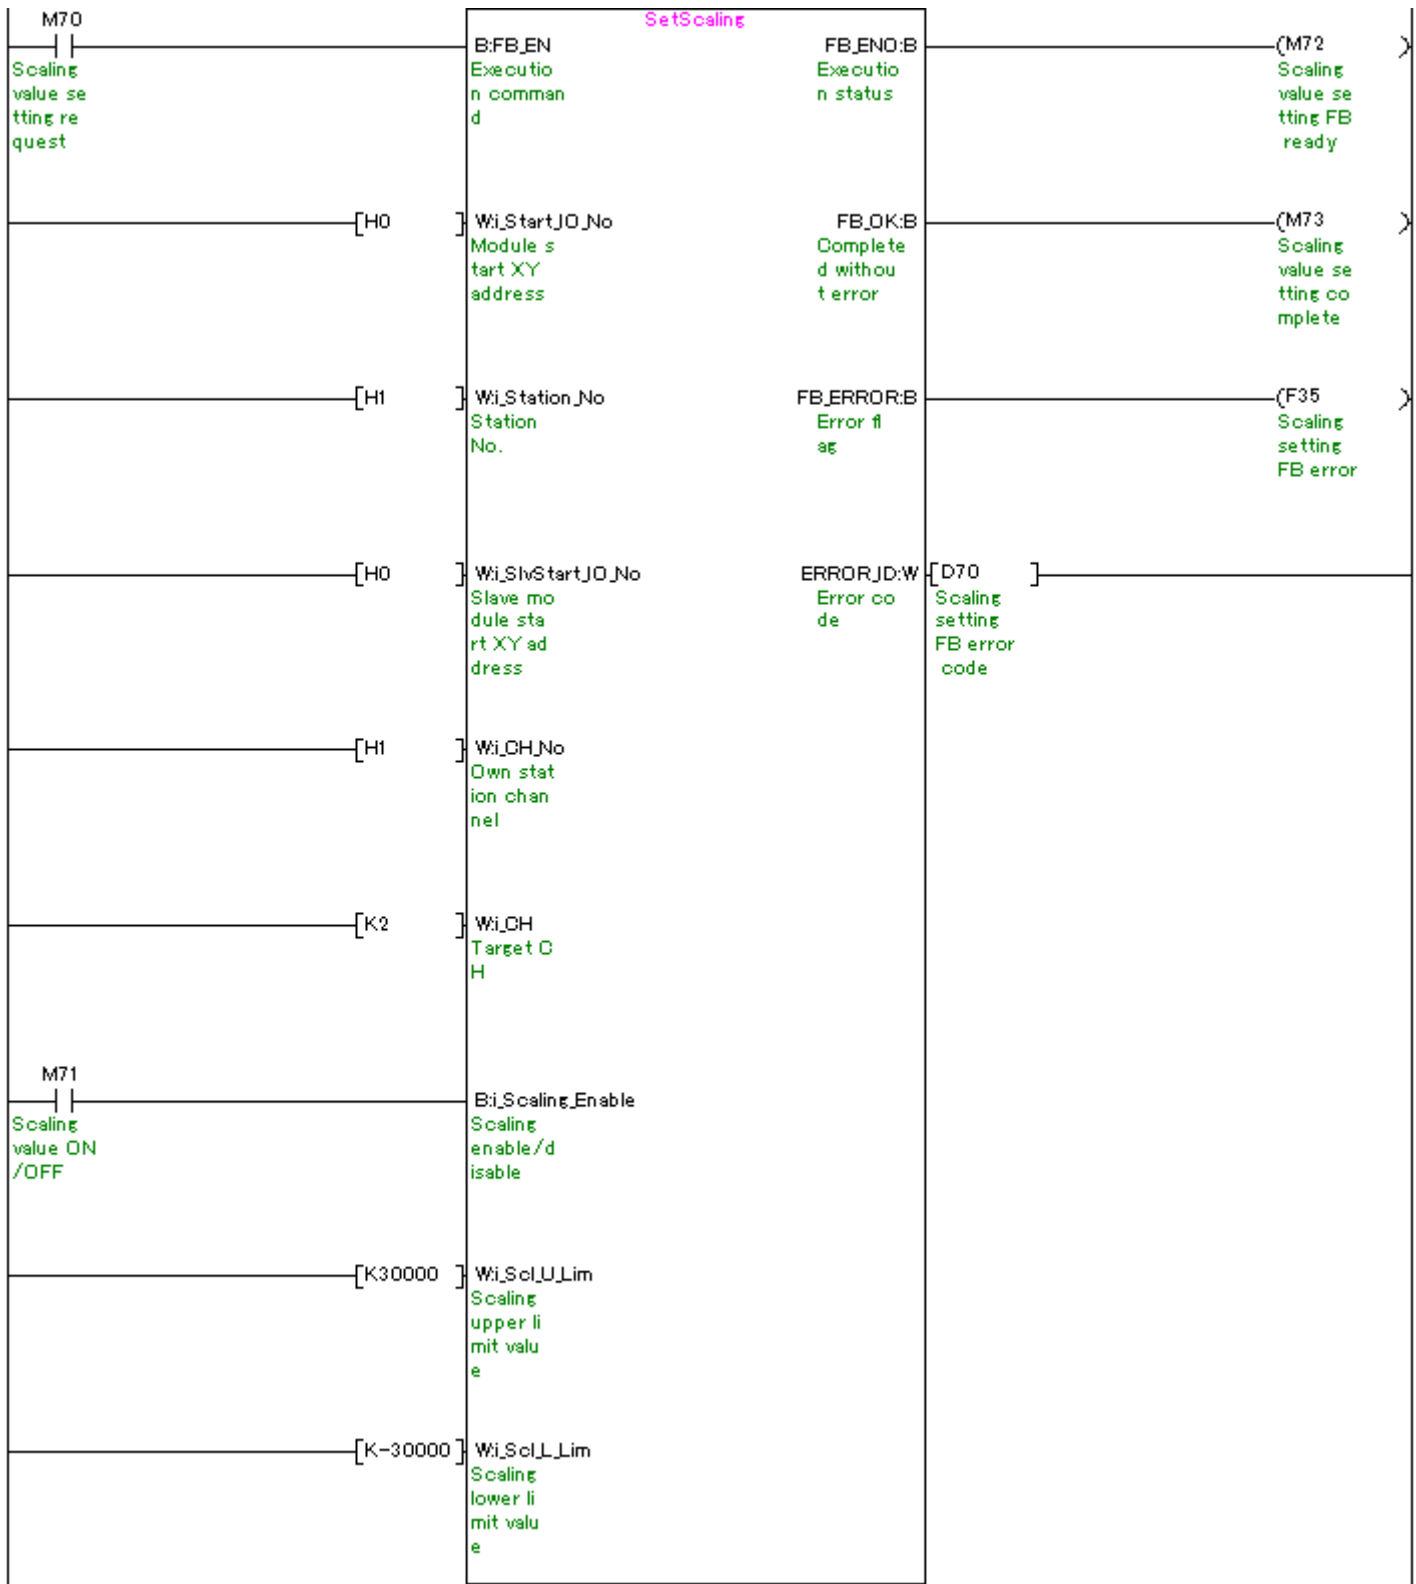 M70
SetScaling
B:FB_EN
FB_ENO:B
(M72 )
Scaling
value se
tting re
quest
Executio
n comman
d
Executio
n status
Scaling
value se
tting FB
ready
[H0 ]
W:i_Start_IO_No
FB_OK:B
(M73 )
Module s
tart XY
address
Complete
d withou
t error
Scaling
value se
tting co
mplete
[H1 ]
W:i_Station_No
FB_ERROR:B
(F35 )
Station
No.
Error fl
ag
Scaling
setting
FB error
[H0 ]
W:i_SlvStart_IO_No
ERROR_ID:W
[D70 ]
Slave mo
dule sta
rt XY ad
dress
Error co
de
Scaling
setting
FB error
code
[H1 ]
W:i_CH_No
Own stat
ion chan
nel
[K2 ]
W:i_CH
Target C
H
M71
B:i_Scaling_Enable
Scaling
value ON
/OFF
Scaling
enable/d
isable
[K30000 ]
W:i_Scl_U_Lim
Scaling
upper li
mit valu
e
[K-30000 ]
W:i_Scl_L_Lim
Scaling
lower li
mit valu
e